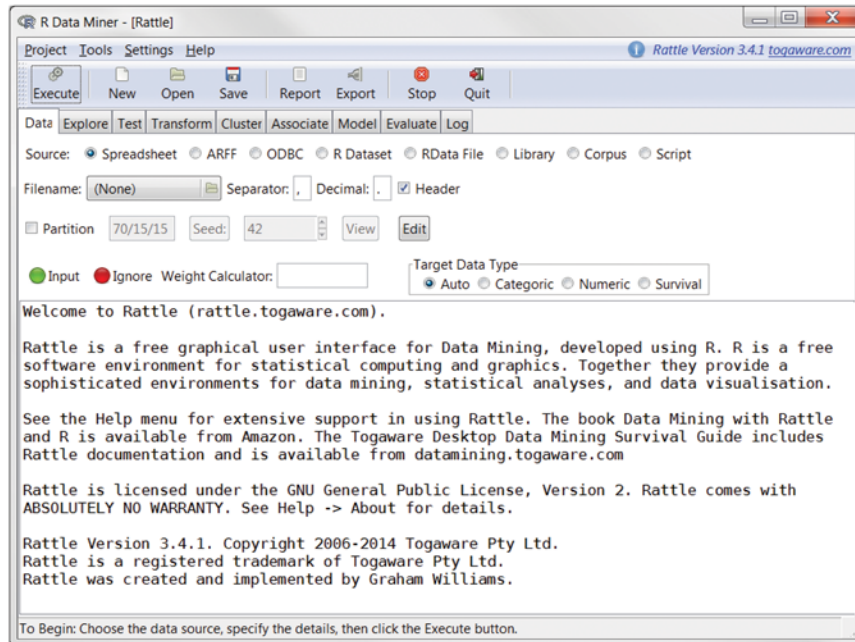 R Data Miner - [Rattle]
Project Tools Settings Help Rattle Version 3.4.1 togaware.com
Execute New Open Save Report Export Stop Quit
Data Explore Test Transform Cluster Associate Model Evaluate Log
Source: Spreadsheet ARFF ODBC R Dataset RData File Library Corpus Script
Filename: (None) Separator: , Decimal: . Header
Partition 70/15/15 Seed: 42 View Edit
Target Data Type
Input Ignore Weight Calculator: Auto Categoric Numeric Survival
Welcome to Rattle (rattle.togaware.com).
Rattle is a free graphical user interface for Data Mining, developed using R. R is a free
software environment for statistical computing and graphics. Together they provide a
sophisticated environments for data mining, statistical analyses, and data visualisation.
See the Help menu for extensive support in using Rattle. The book Data Mining with Rattle
and R is available from Amazon. The Togaware Desktop Data Mining Survival Guide includes
Rattle documentation and is available from datamining.togaware.com
Rattle is licensed under the GNU General Public License, Version 2. Rattle comes with
ABSOLUTELY NO WARRANTY. See Help -> About for details.
Rattle Version 3.4.1. Copyright 2006-2014 Togaware Pty Ltd.
Rattle is a registered trademark of Togaware Pty Ltd.
Rattle was created and implemented by Graham Williams.
To Begin: Choose the data source, specify the details, then click the Execute button.